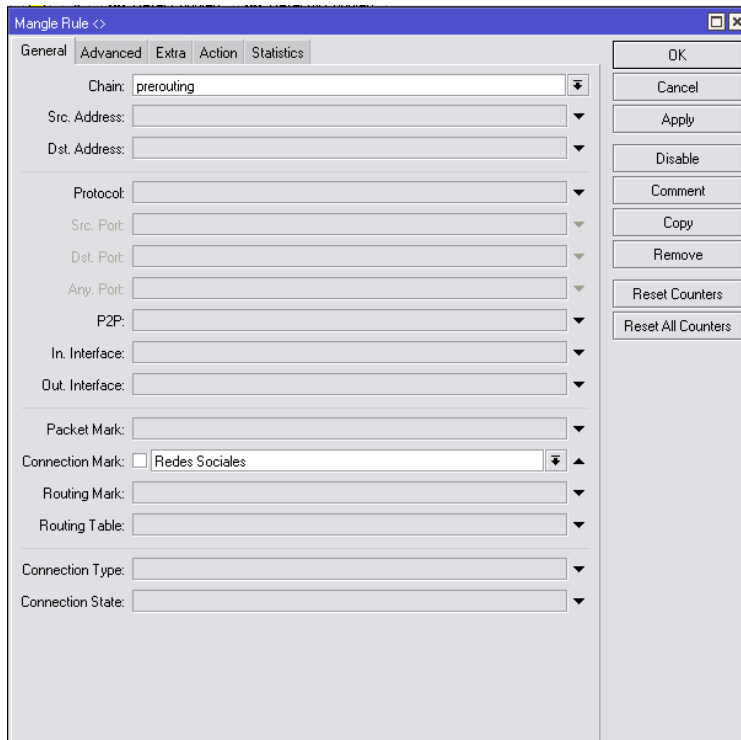 Mangle Rule <>
General Advanced Extra Action Statistics
Chain: prerouting
Src. Address:
Dst. Address:
Protocol:
Src. Port:
Dst. Port:
Any. Port:
P2P:
In. Interface:
Out. Interface:
Packet Mark:
Connection Mark: Redes Sociales
Routing Mark:
Routing Table:
Connection Type:
Connection State:
OK
Cancel
Apply
Disable
Comment
Copy
Remove
Reset Counters
Reset All Counters